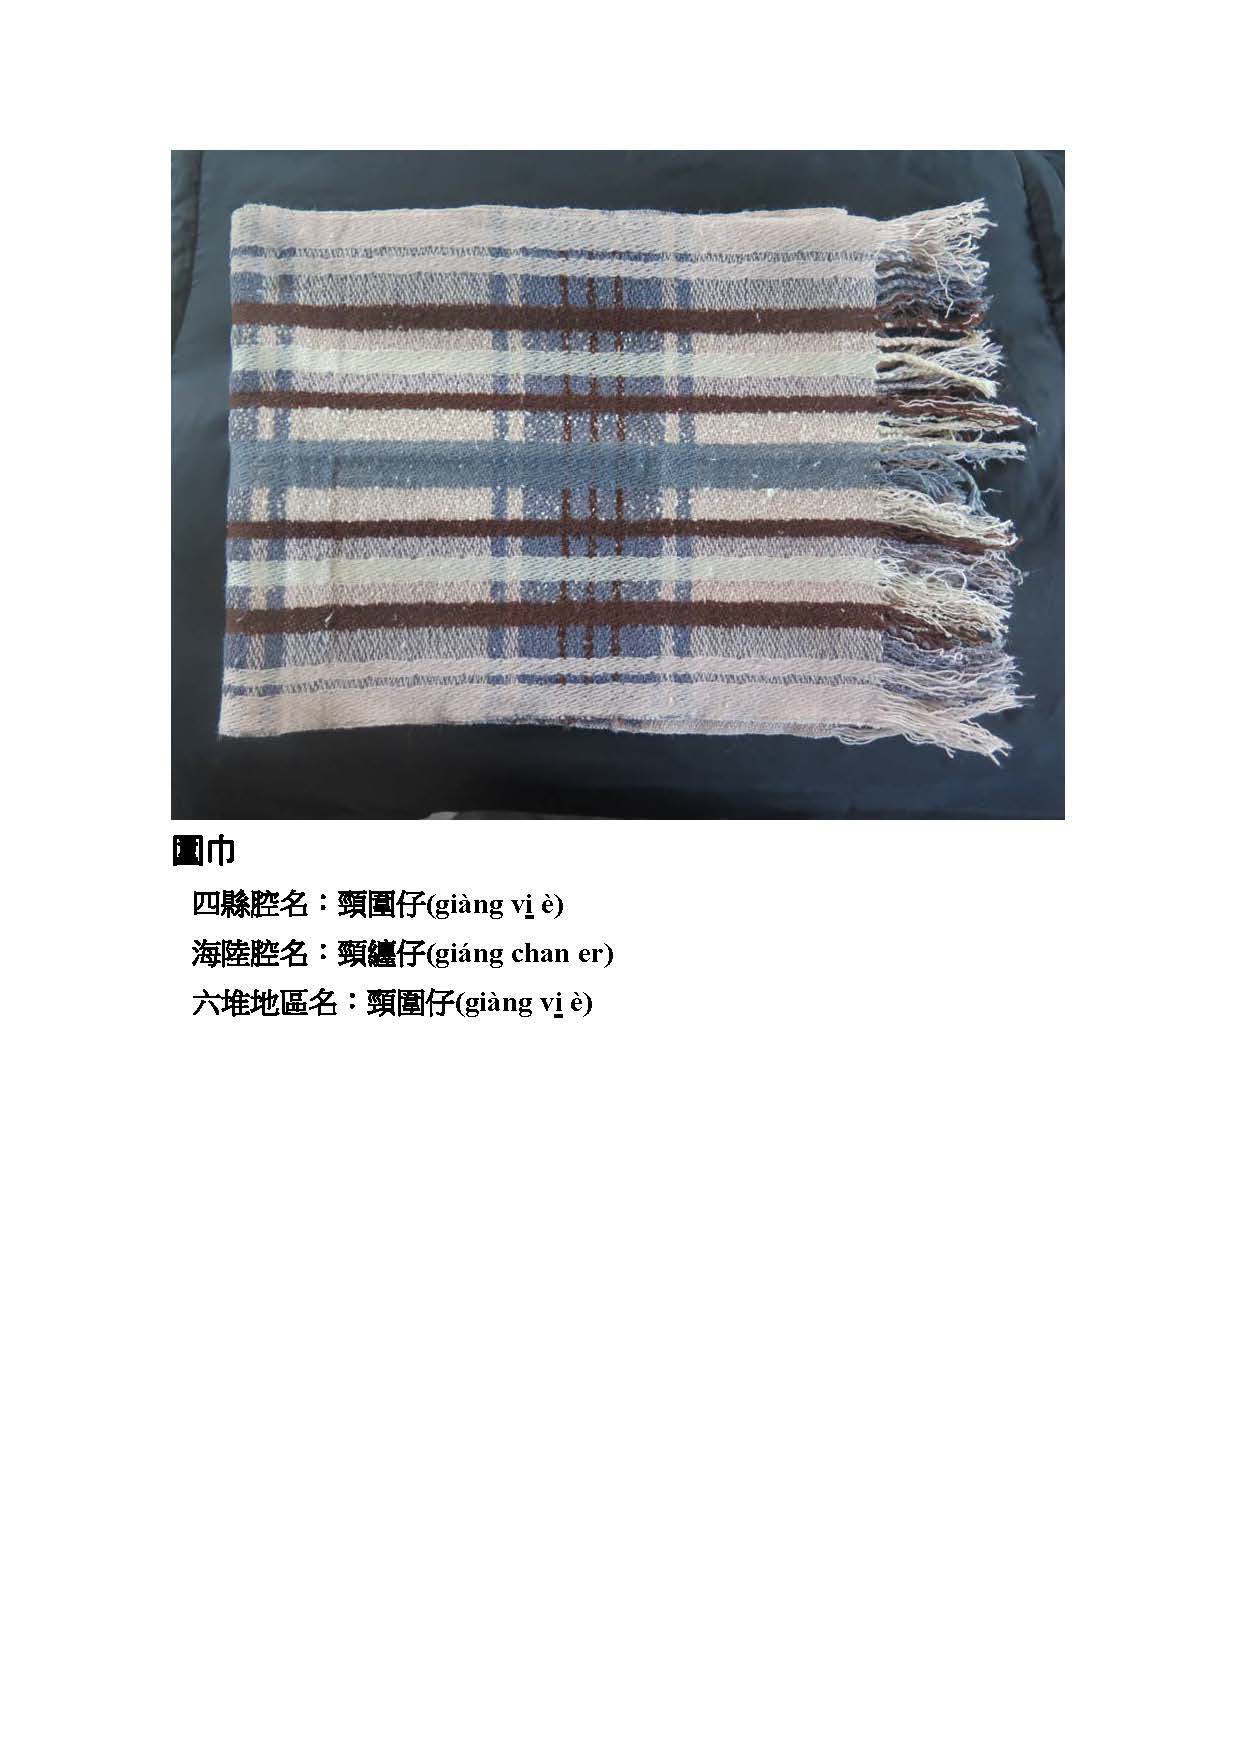 圍巾
四縣腔名：頸圍仔(giàng vi̱ è)
海陸腔名：頸纏仔(giáng chan er)
六堆地區名：頸圍仔(giàng vi̱ è)